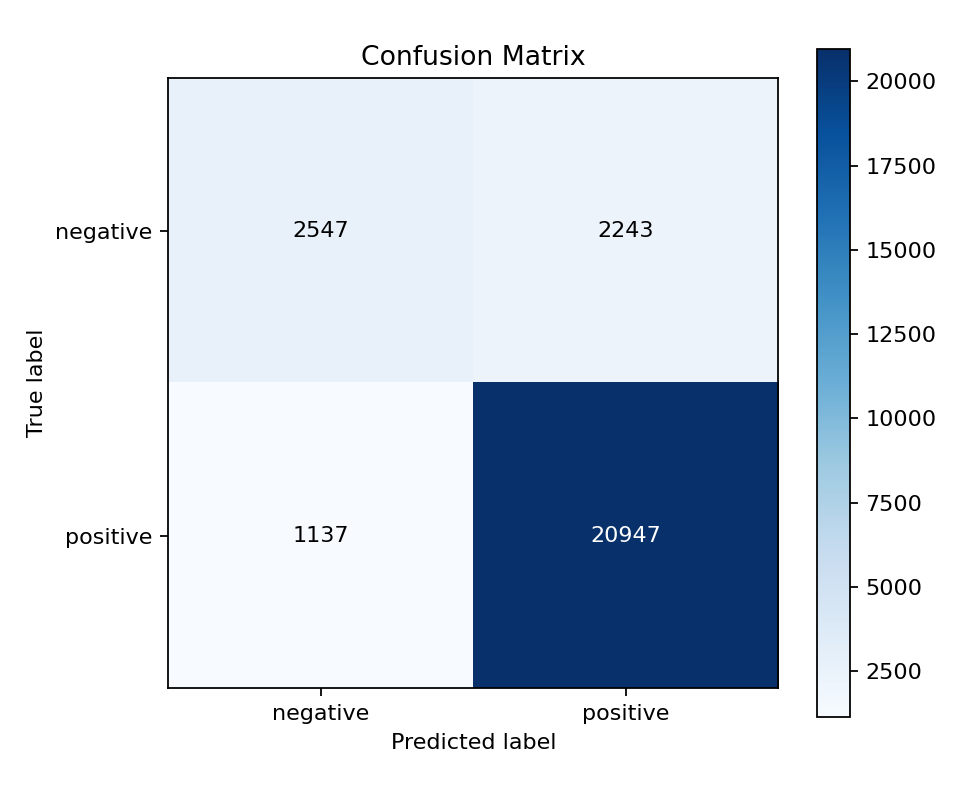 Confusion Matrix
20000
17500
15000
12500
10000
7500
5000
2500
True label
negative
2547 2243
positive
1137 20947
negative positive
Predicted label